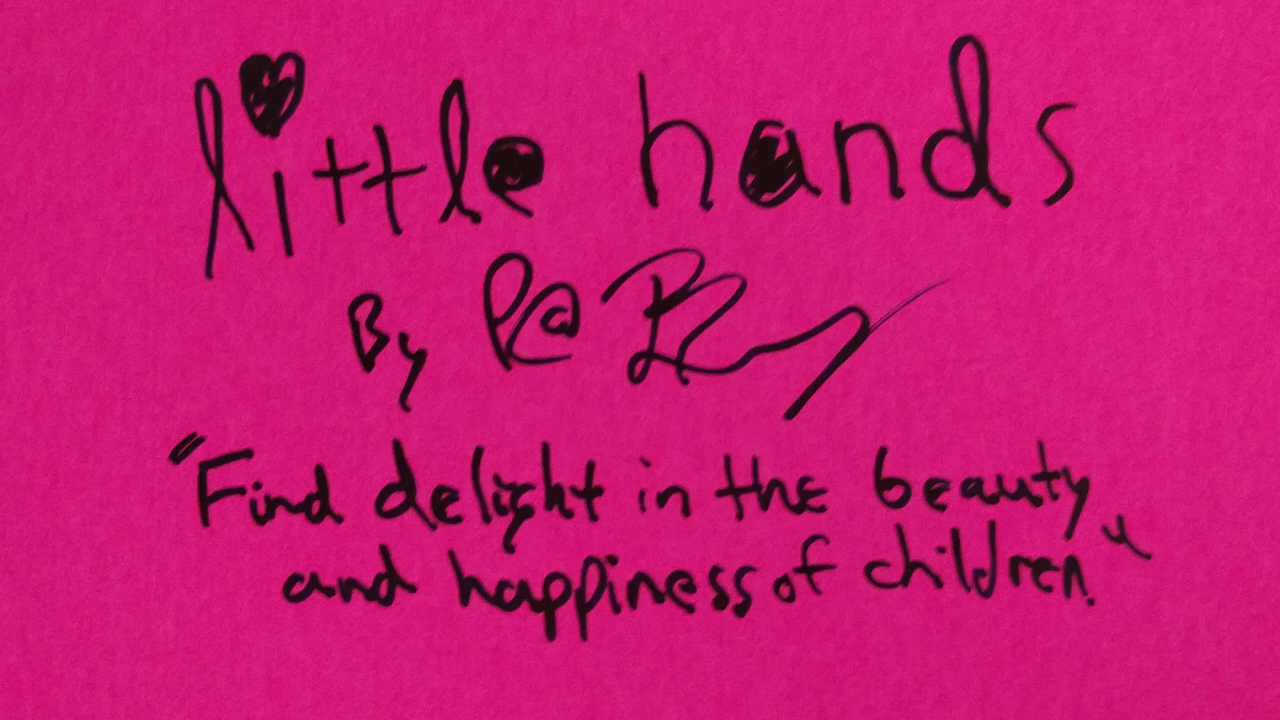 little hands
By
"Find delight in the beauty
and happiness of children."